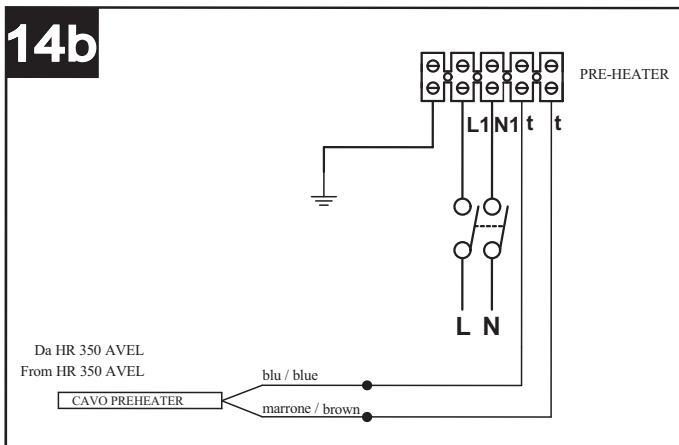 14b
PRE-HEATER
L1 N1 t t
L N
Da HR 350 AVEL
From HR 350 AVEL
blu / blue
CAVO PREHEATER
marrone / brown